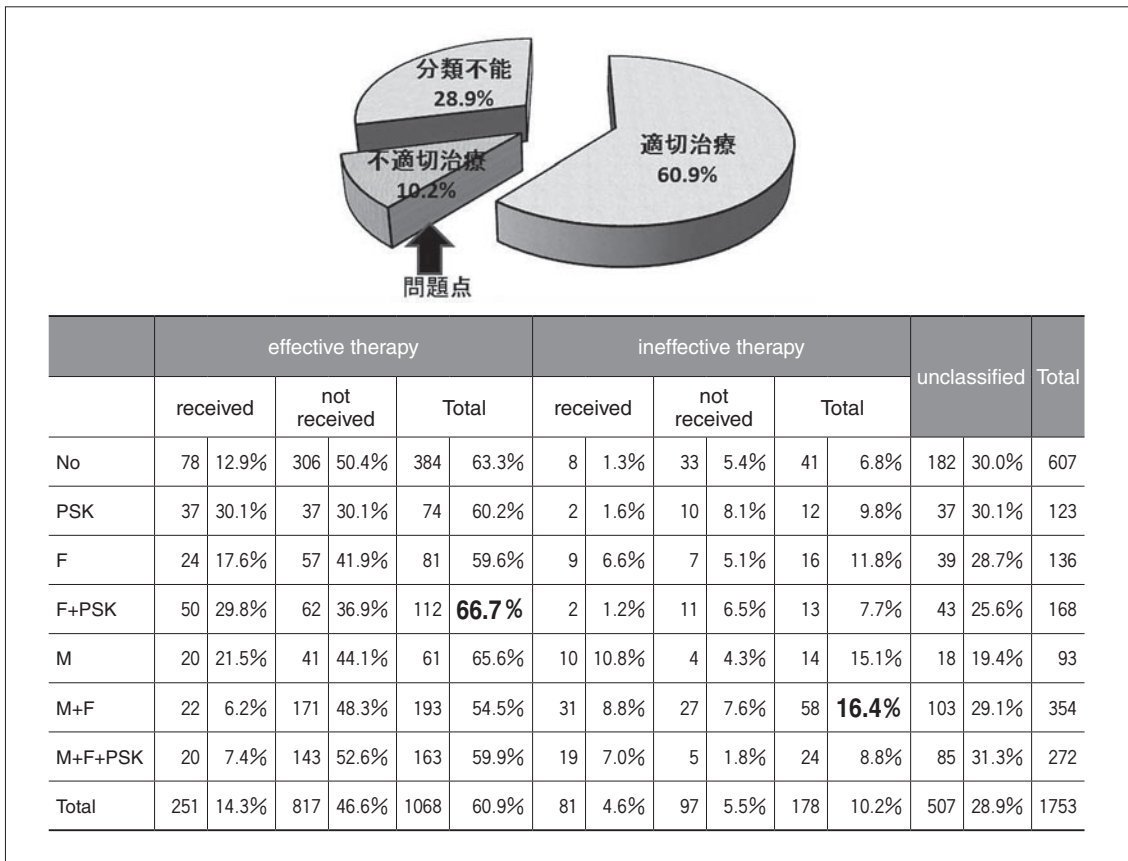 分類不能
28.9%
適切治療
60.9%
不適切治療
10.2%
問題点
effective therapy ineffective therapy unclassified Total
received not received Total received not received Total
No 78 12.9% 306 50.4% 384 63.3% 8 1.3% 33 5.4% 41 6.8% 182 30.0% 607
PSK 37 30.1% 37 30.1% 74 60.2% 2 1.6% 10 8.1% 12 9.8% 37 30.1% 123
F 24 17.6% 57 41.9% 81 59.6% 9 6.6% 7 5.1% 16 11.8% 39 28.7% 136
F+PSK 50 29.8% 62 36.9% 112 66.7% 2 1.2% 11 6.5% 13 7.7% 43 25.6% 168
M 20 21.5% 41 44.1% 61 65.6% 10 10.8% 4 4.3% 14 15.1% 18 19.4% 93
M+F 22 6.2% 171 48.3% 193 54.5% 31 8.8% 27 7.6% 58 16.4% 103 29.1% 354
M+F+PSK 20 7.4% 143 52.6% 163 59.9% 19 7.0% 5 1.8% 24 8.8% 85 31.3% 272
Total 251 14.3% 817 46.6% 1068 60.9% 81 4.6% 97 5.5% 178 10.2% 507 28.9% 1753